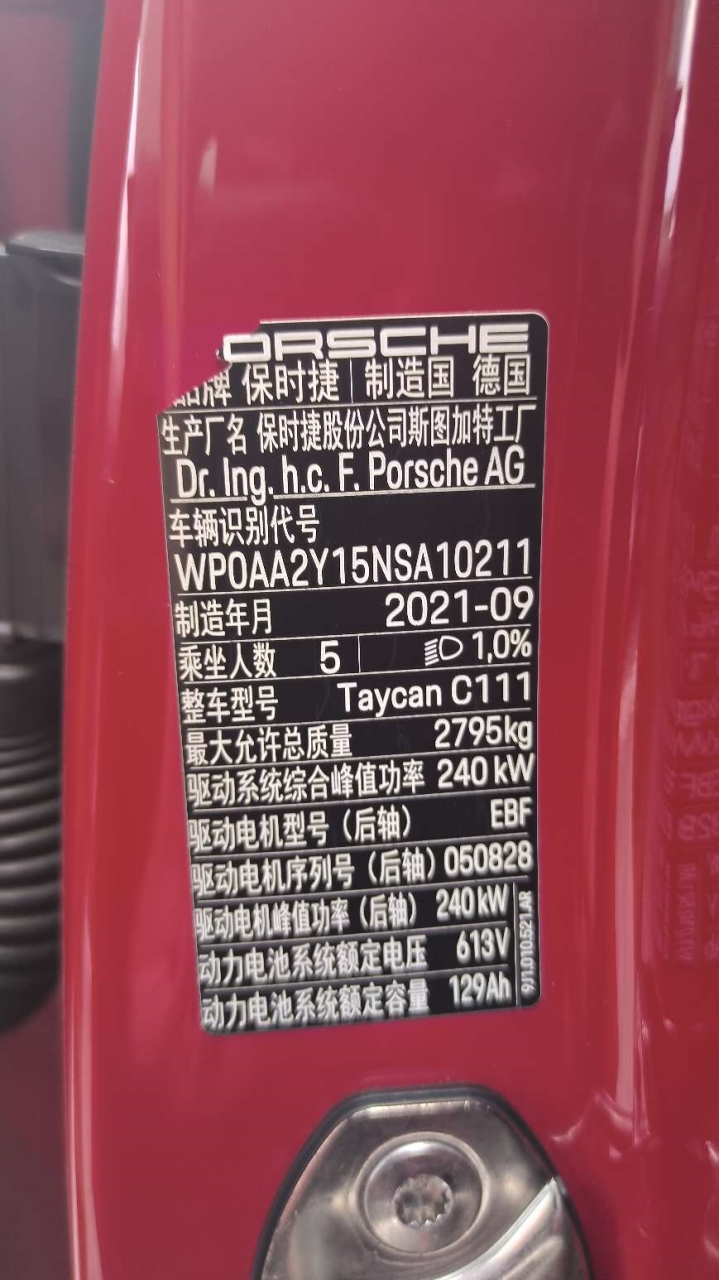 ORSCHE
品牌 保时捷 制造国 德国
生产厂名 保时捷股份公司斯图加特工厂
Dr. Ing. h.c. F. Porsche AG
车辆识别代号
WP0AA2Y15NSA10211
制造年月 2021-09
乘坐人数 5 1,0%
整车型号 Taycan C111
最大允许总质量 2795kg
驱动系统综合峰值功率 240 kW
驱动电机型号（后轴） EBF
驱动电机序列号（后轴） 050828
驱动电机峰值功率（后轴） 240 kW
动力电池系统额定电压 613V
动力电池系统额定容量 129Ah
9J1.010.521.AR